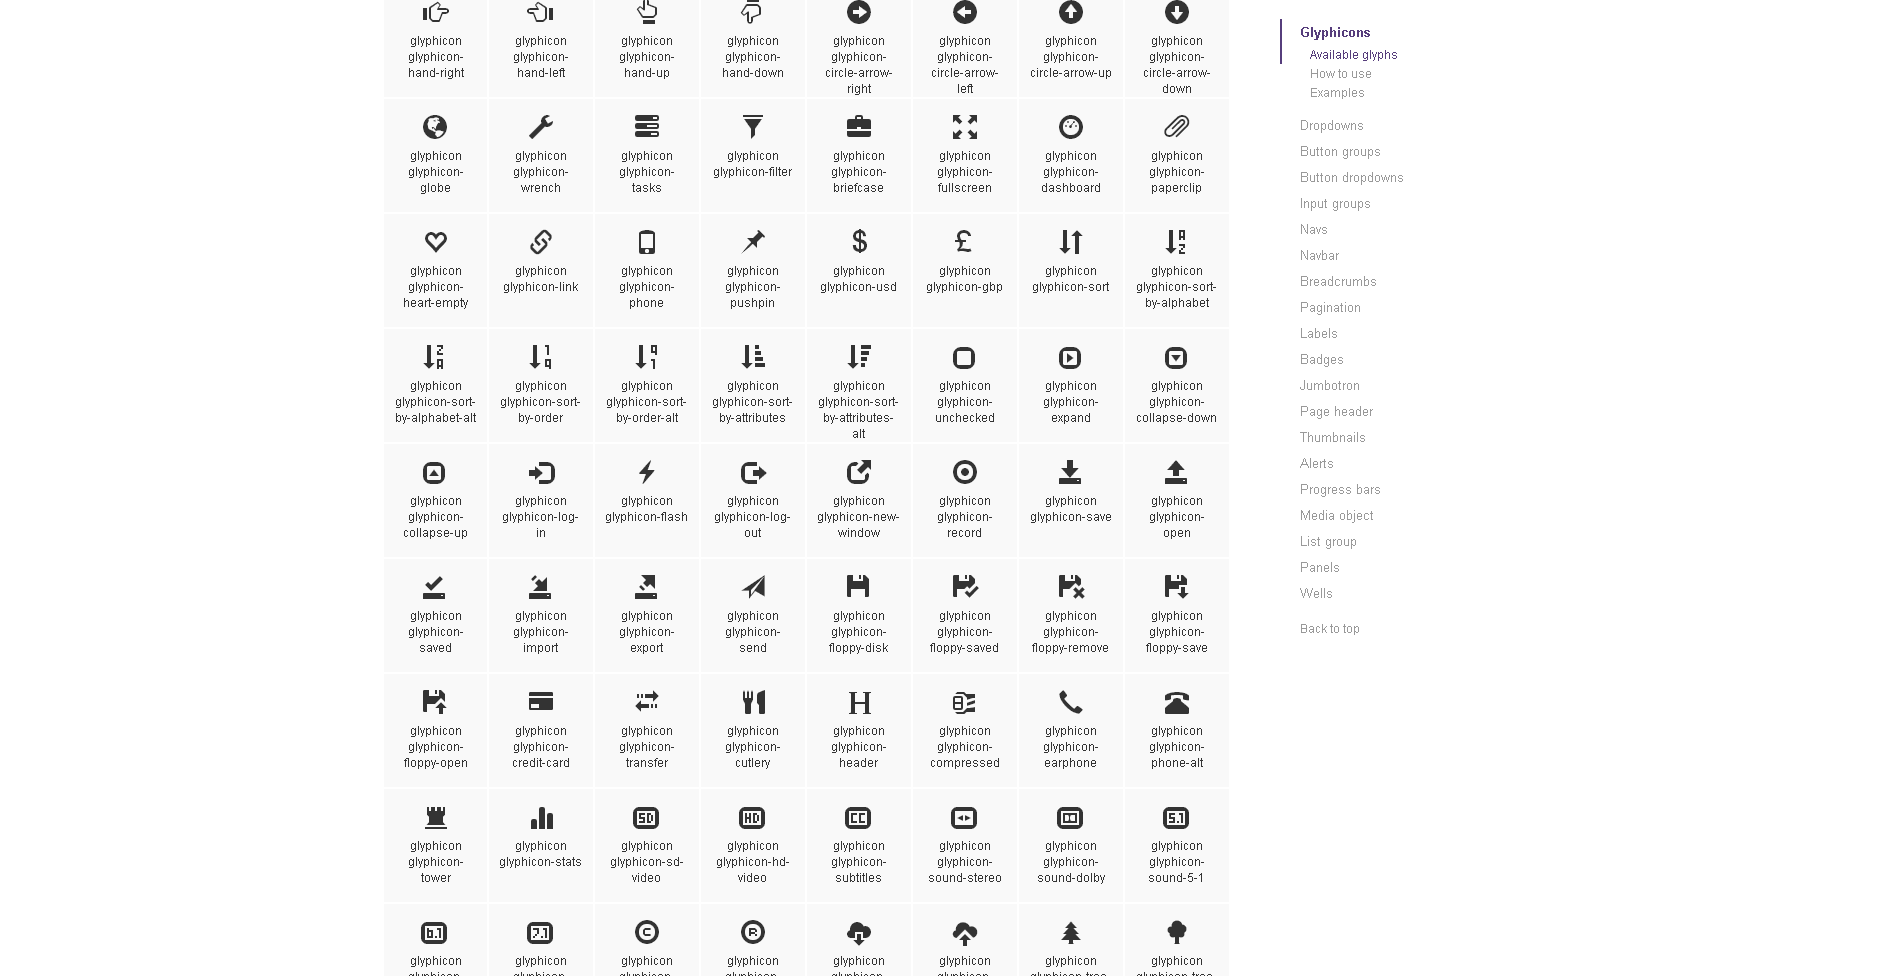 glyphicon glyphicon-hand-right
glyphicon glyphicon-hand-left
glyphicon glyphicon-hand-up
glyphicon glyphicon-hand-down
glyphicon glyphicon-circle-arrow-right
glyphicon glyphicon-circle-arrow-left
glyphicon glyphicon-circle-arrow-up
glyphicon glyphicon-circle-arrow-down
glyphicon glyphicon-globe
glyphicon glyphicon-wrench
glyphicon glyphicon-tasks
glyphicon glyphicon-filter
glyphicon glyphicon-briefcase
glyphicon glyphicon-fullscreen
glyphicon glyphicon-dashboard
glyphicon glyphicon-paperclip
glyphicon glyphicon-heart-empty
glyphicon glyphicon-link
glyphicon glyphicon-phone
glyphicon glyphicon-pushpin
glyphicon glyphicon-usd
glyphicon glyphicon-gbp
glyphicon glyphicon-sort
glyphicon glyphicon-sort-by-alphabet
glyphicon glyphicon-sort-by-alphabet-alt
glyphicon glyphicon-sort-by-order
glyphicon glyphicon-sort-by-order-alt
glyphicon glyphicon-sort-by-attributes
glyphicon glyphicon-sort-by-attributes-alt
glyphicon glyphicon-unchecked
glyphicon glyphicon-expand
glyphicon glyphicon-collapse-down
glyphicon glyphicon-collapse-up
glyphicon glyphicon-log-in
glyphicon glyphicon-flash
glyphicon glyphicon-log-out
glyphicon glyphicon-new-window
glyphicon glyphicon-record
glyphicon glyphicon-save
glyphicon glyphicon-open
glyphicon glyphicon-saved
glyphicon glyphicon-import
glyphicon glyphicon-export
glyphicon glyphicon-send
glyphicon glyphicon-floppy-disk
glyphicon glyphicon-floppy-saved
glyphicon glyphicon-floppy-remove
glyphicon glyphicon-floppy-save
glyphicon glyphicon-floppy-open
glyphicon glyphicon-credit-card
glyphicon glyphicon-transfer
glyphicon glyphicon-cutlery
glyphicon glyphicon-header
glyphicon glyphicon-compressed
glyphicon glyphicon-earphone
glyphicon glyphicon-phone-alt
glyphicon glyphicon-tower
glyphicon glyphicon-stats
glyphicon glyphicon-sd-video
glyphicon glyphicon-hd-video
glyphicon glyphicon-subtitles
glyphicon glyphicon-sound-stereo
glyphicon glyphicon-sound-dolby
glyphicon glyphicon-sound-5-1
glyphicon
glyphicon
glyphicon
glyphicon
glyphicon
glyphicon
glyphicon
glyphicon
Glyphicons
Available glyphs
How to use
Examples
Dropdowns
Button groups
Button dropdowns
Input groups
Navs
Navbar
Breadcrumbs
Pagination
Labels
Badges
Jumbotron
Page header
Thumbnails
Alerts
Progress bars
Media object
List group
Panels
Wells
Back to top